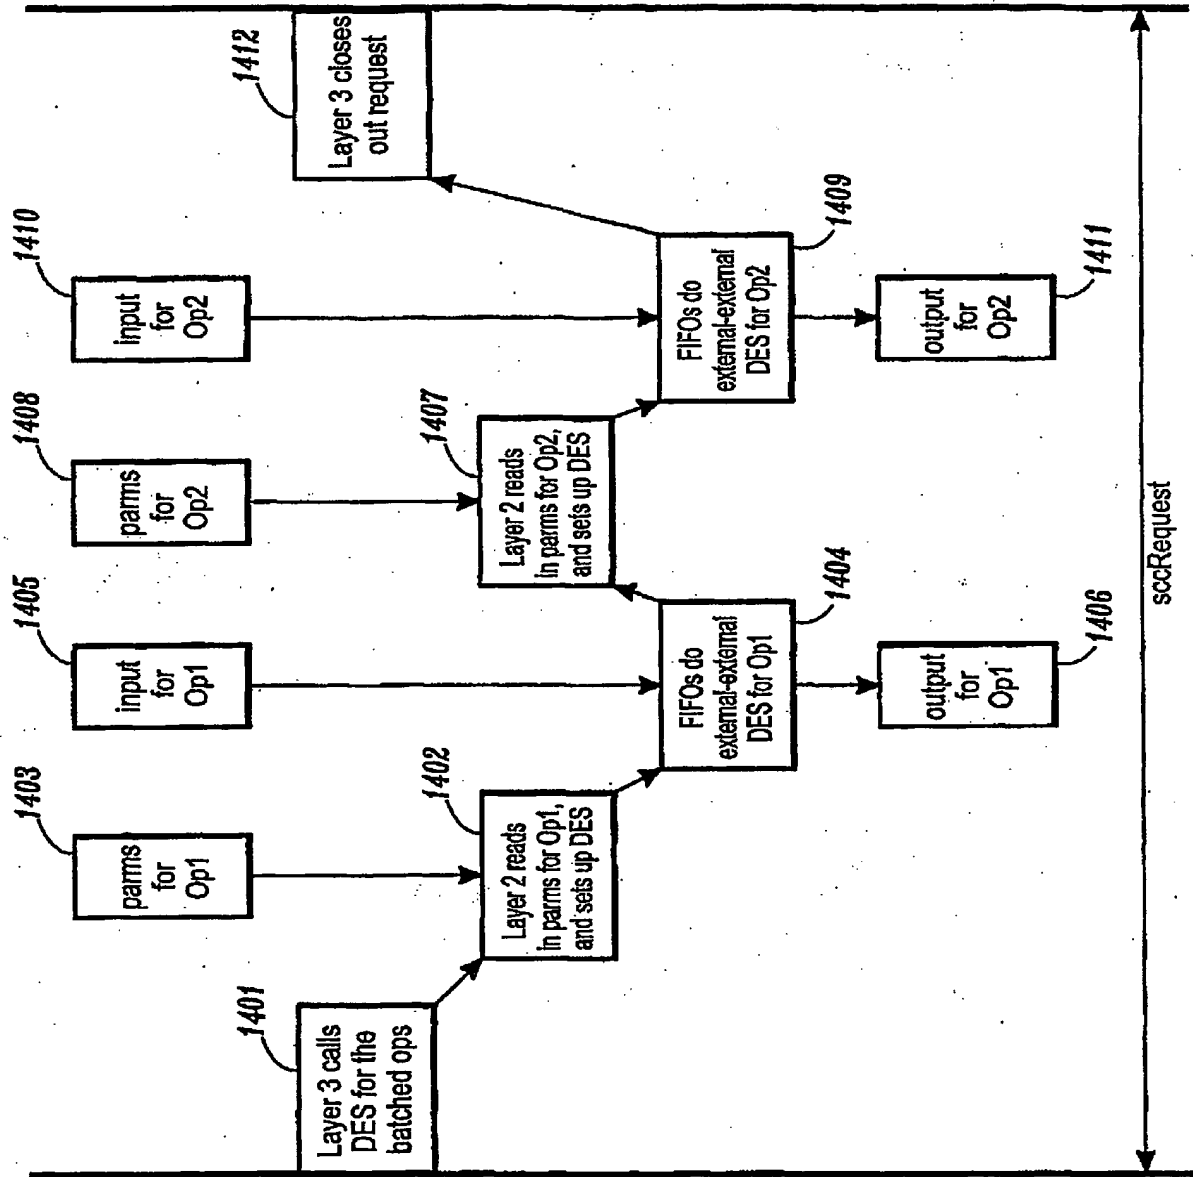 1401
Layer 3 calls
DES for the
batched ops
1403
parms
for
Op1
1402
Layer 2 reads
in parms for Op1,
and sets up DES
1405
input
for
Op1
1404
FIFOs do
external-external
DES for Op1
1406
output
for
Op1
1408
parms
for
Op2
1407
Layer 2 reads
in parms for Op2,
and sets up DES
1410
input
for
Op2
1409
FIFOs do
external-external
DES for Op2
1411
output
for
Op2
1412
Layer 3 closes
out request
sccRequest